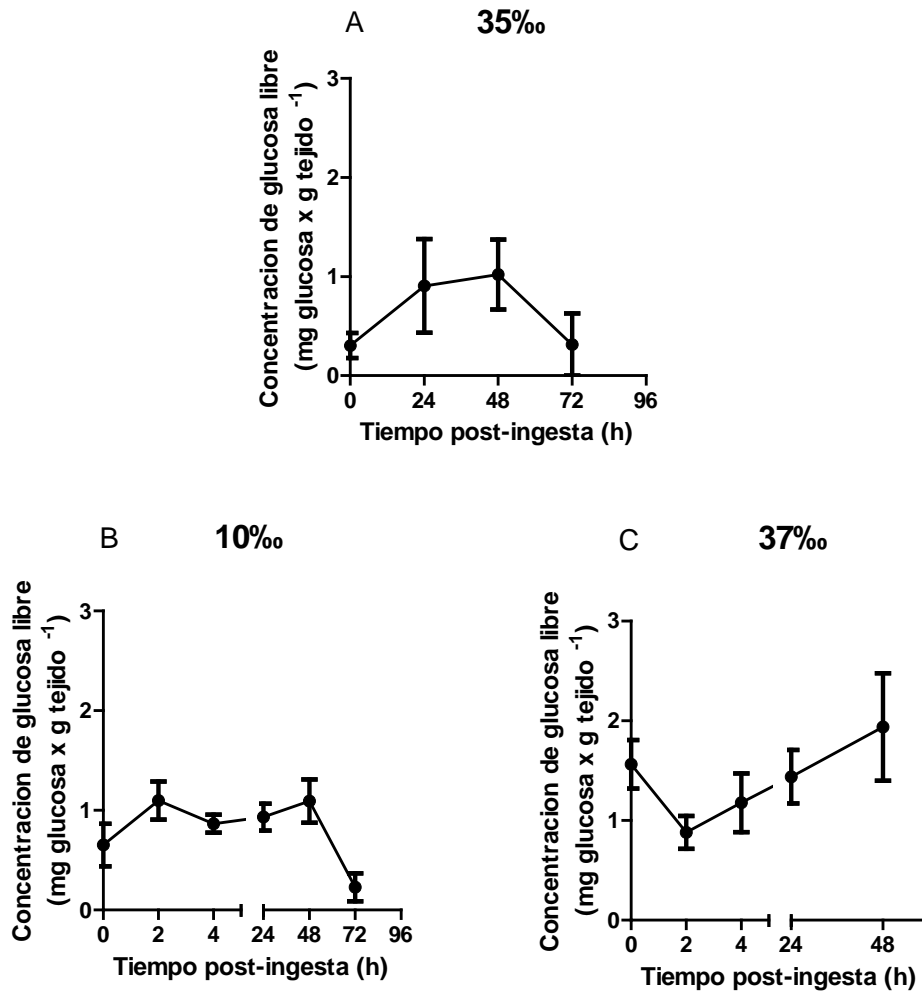 A 35‰
Concentracion de glucosa libre
(mg glucosa x g tejido -1)
3
2
1
0
0 24 48 72 96
Tiempo post-ingesta (h)
B 10‰
Concentracion de glucosa libre
(mg glucosa x g tejido -1)
3
2
1
0
0 2 4 24 48 72 96
Tiempo post-ingesta (h)
C 37‰
Concentracion de glucosa libre
(mg glucosa x g tejido -1)
3
2
1
0
0 2 4 24 48
Tiempo post-ingesta (h)